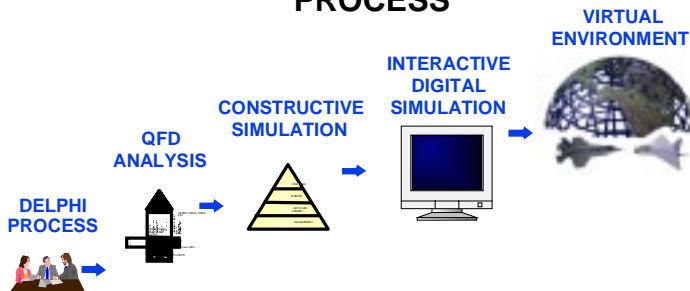 PROCESS
VIRTUAL
ENVIRONMENT
INTERACTIVE
DIGITAL
SIMULATION
CONSTRUCTIVE
SIMULATION
QFD
ANALYSIS
DELPHI
PROCESS